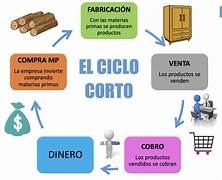 FABRICACIÓN
Con las materias
primas se producen
productos
COMPRA MP
La empresa invierte
comprando
materias primas
EL CICLO
CORTO
VENTA
Los productos se
venden
DINERO
COBRO
Los productos
vendidos se cobran